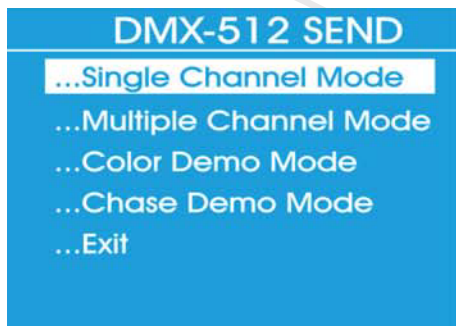 DMX-512 SEND
...Single Channel Mode
...Multiple Channel Mode
...Color Demo Mode
...Chase Demo Mode
...Exit